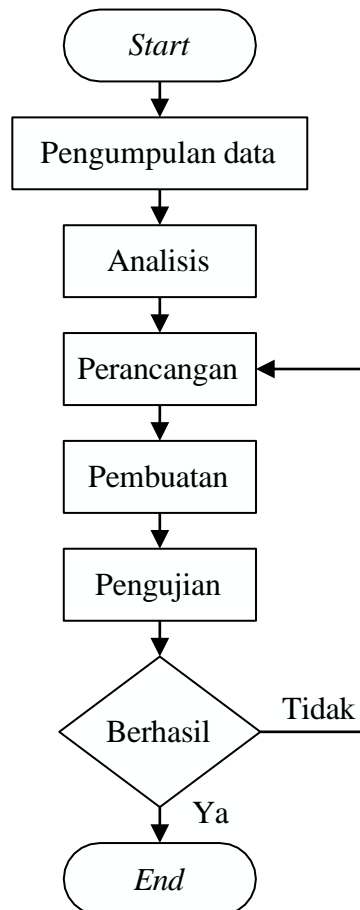 Start
Pengumpulan data
Analisis
Perancangan
Pembuatan
Pengujian
Berhasil
Tidak
Ya
End